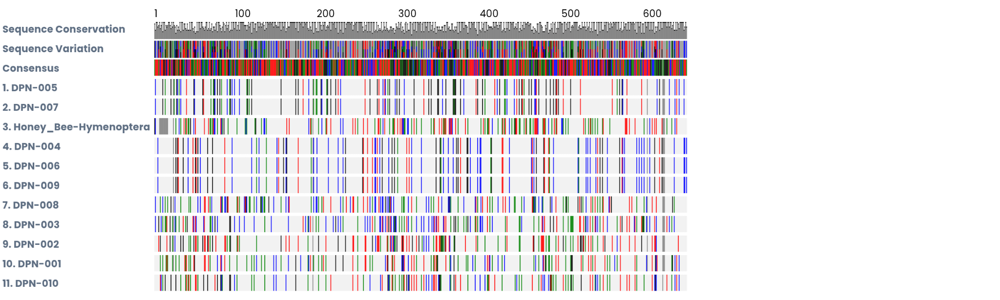 1 100 200 300 400 500 600
Sequence Conservation
Sequence Variation
Consensus
1. DPN-005
2. DPN-007
3. Honey_Bee-Hymenoptera
4. DPN-004
5. DPN-006
6. DPN-009
7. DPN-008
8. DPN-003
9. DPN-002
10. DPN-001
11. DPN-010